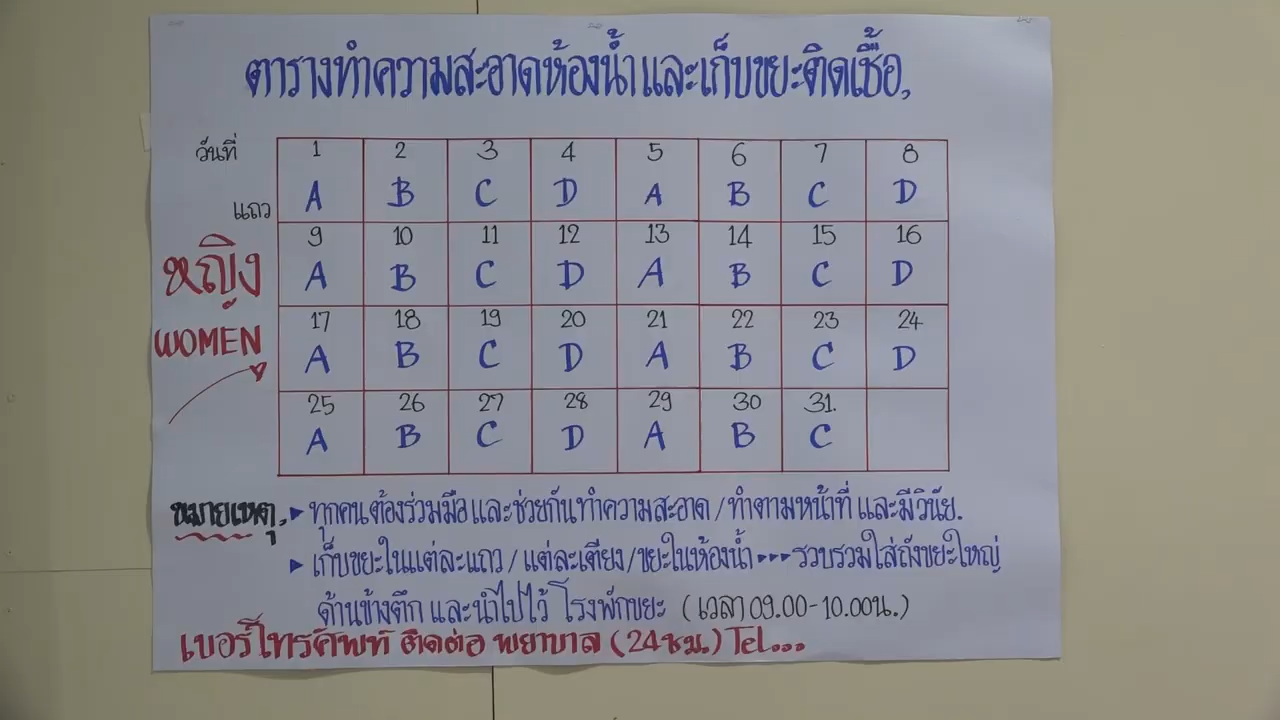 ตารางทำความสะอาดห้องน้ำและเก็บขยะติดเชื้อ,
วันที่ 1 2 3 4 5 6 7 8
แถว A B C D A B C D
9 10 11 12 13 14 15 16
หญิง A B C D A B C D
17 18 19 20 21 22 23 24
WOMEN A B C D A B C D
25 26 27 28 29 30 31.
A B C D A B C
หมายเหตุ, ▸ ทุกคนต้องร่วมมือและช่วยกันทำความสะอาด / ทำตามหน้าที่ และมีวินัย.
▸ เก็บขยะในแต่ละแถว / แต่ละเตียง / ขยะในห้องน้ำ ▸▸▸ รวบรวมใส่ถังขยะใหญ่
ด้านข้างตึก และนำไปไว้ โรงพักขยะ (เวลา 09.00-10.00น.)
เบอร์โทรศัพท์ ติดต่อ พยาบาล (24ชม.) Tel...